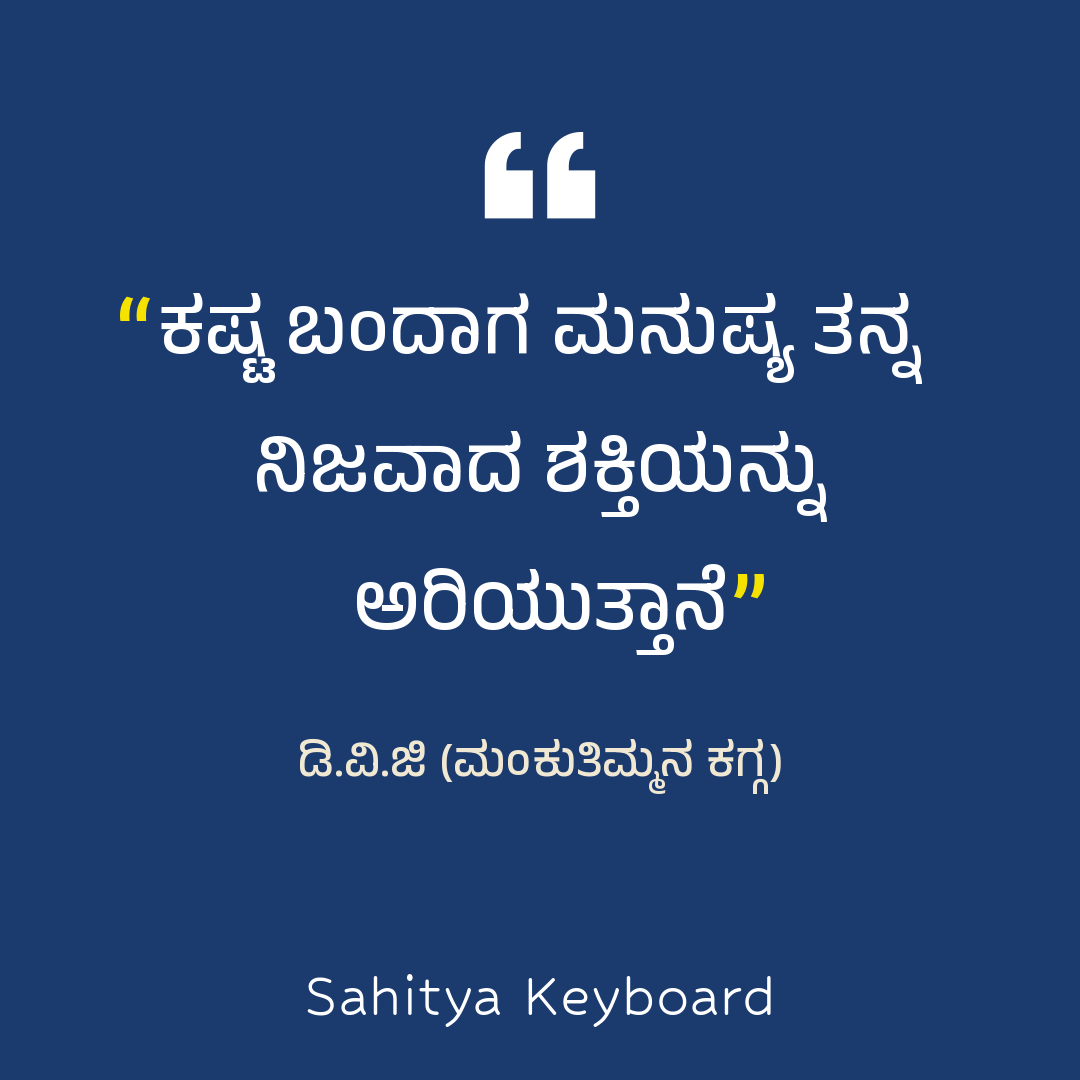 “
“ಕಷ್ಟ ಬಂದಾಗ ಮನುಷ್ಯ ತನ್ನ
ನಿಜವಾದ ಶಕ್ತಿಯನ್ನು
ಅರಿಯುತ್ತಾನೆ”
ಡಿ.ವಿ.ಜಿ (ಮಂಕುತಿಮ್ಮನ ಕಗ್ಗ)
Sahitya Keyboard